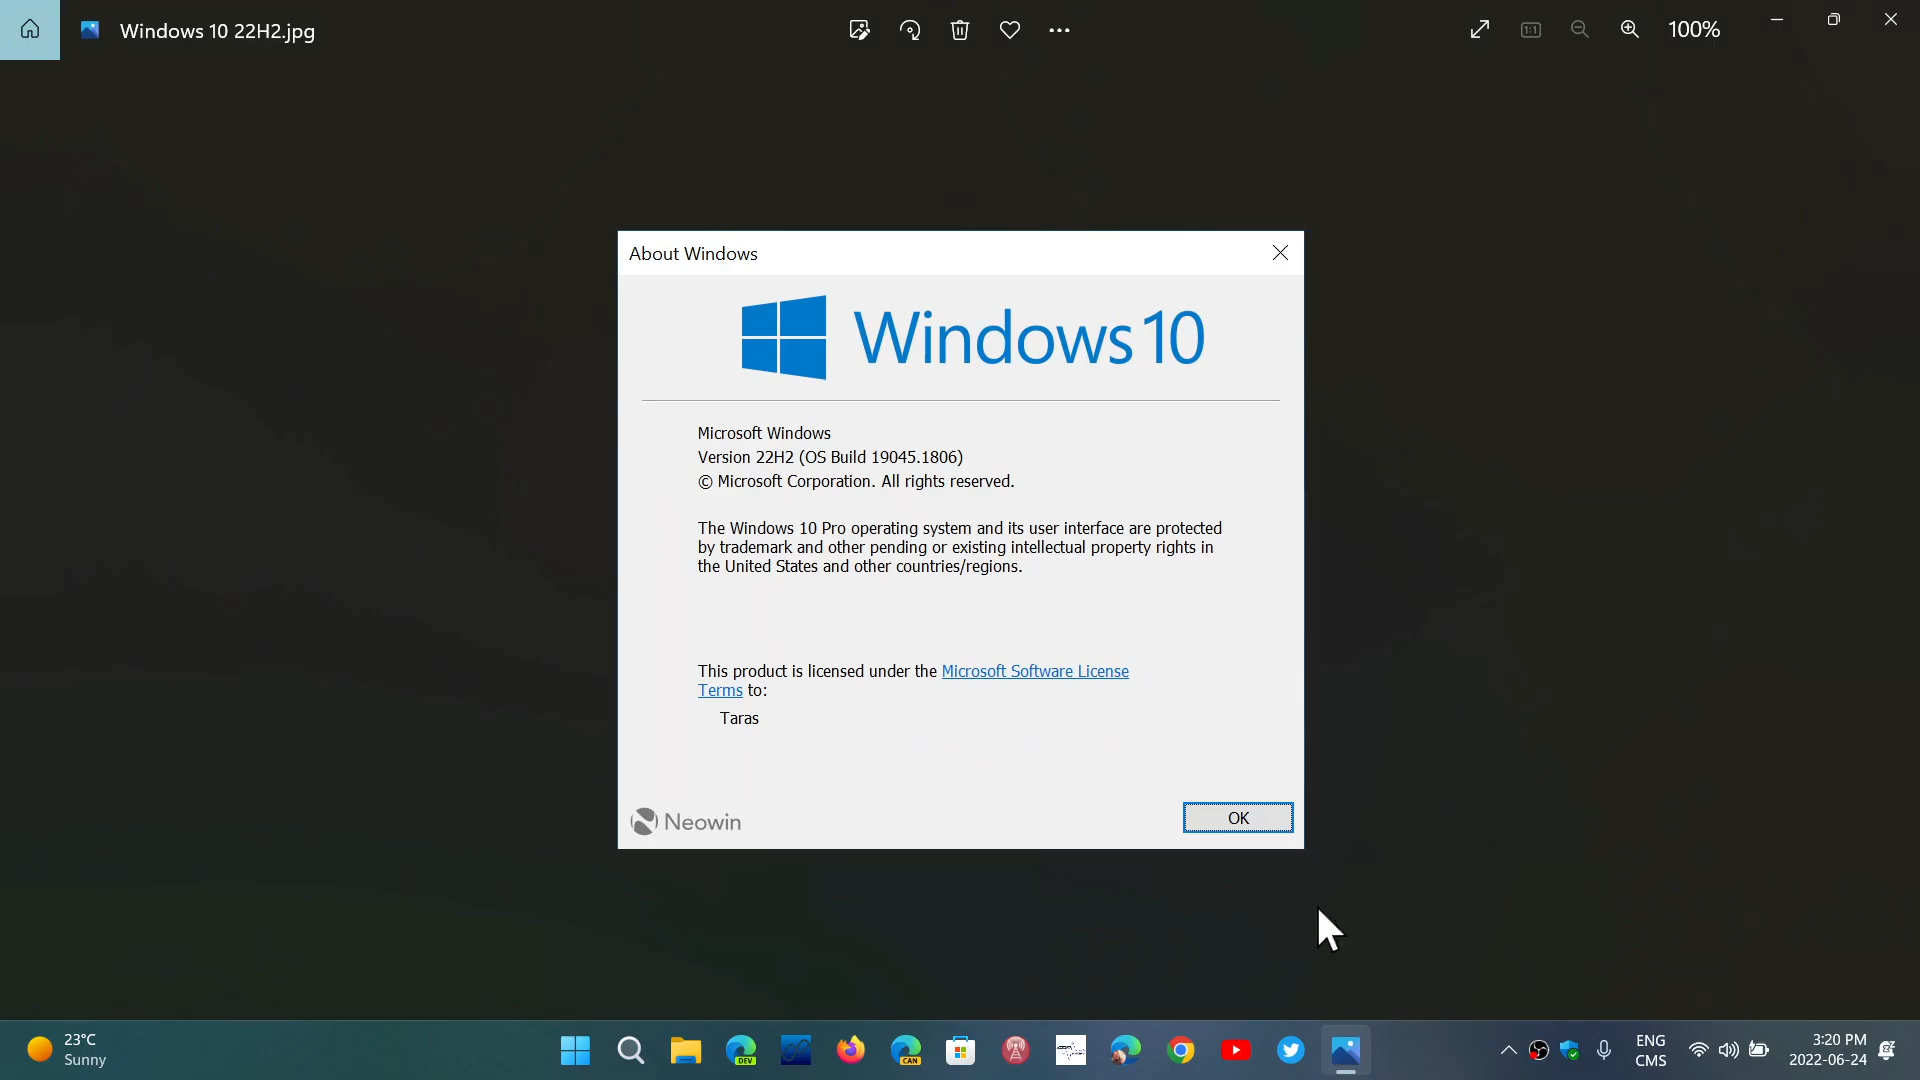 Windows 10 22H2.jpg
1:1
100%
About Windows
Windows 10
Microsoft Windows
Version 22H2 (OS Build 19045.1806)
© Microsoft Corporation. All rights reserved.
The Windows 10 Pro operating system and its user interface are protected
by trademark and other pending or existing intellectual property rights in
the United States and other countries/regions.
This product is licensed under the Microsoft Software License
Terms to:
Taras
Neowin
OK
23°C
Sunny
DEV
CAN
ENG
CMS
3:20 PM
2022-06-24